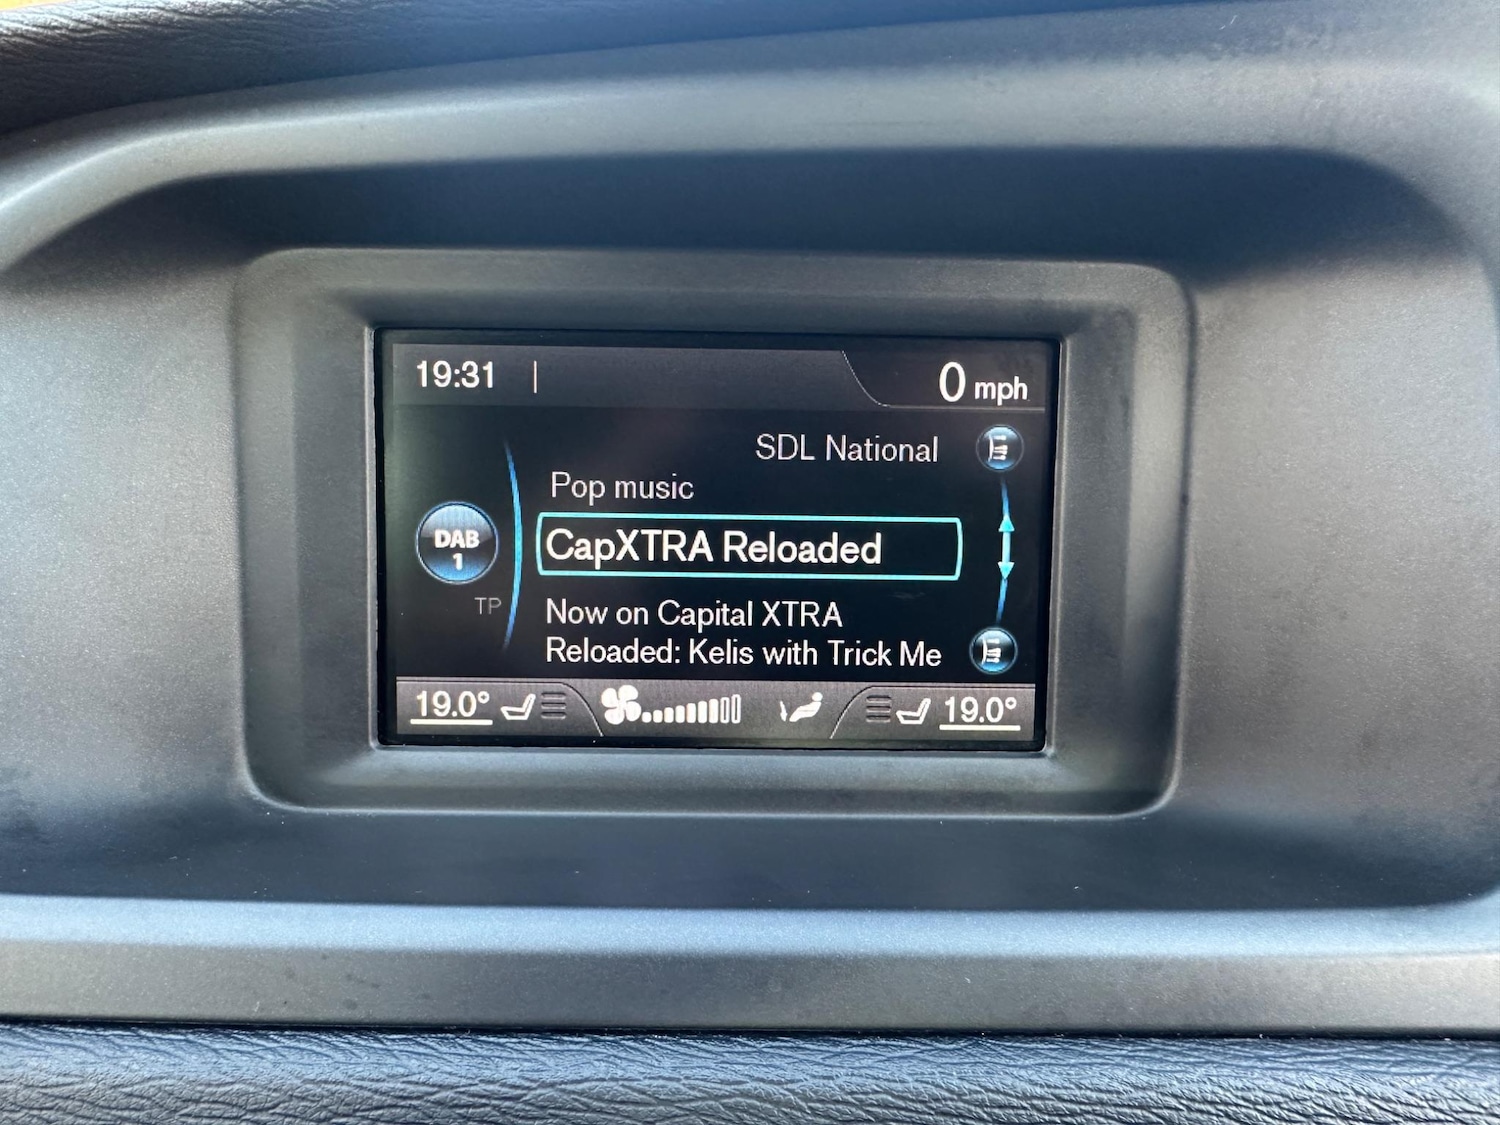 19:31
0 mph
SDL National
Pop music
DAB
1
CapXTRA Reloaded
TP
Now on Capital XTRA
Reloaded: Kelis with Trick Me
19.0°
19.0°